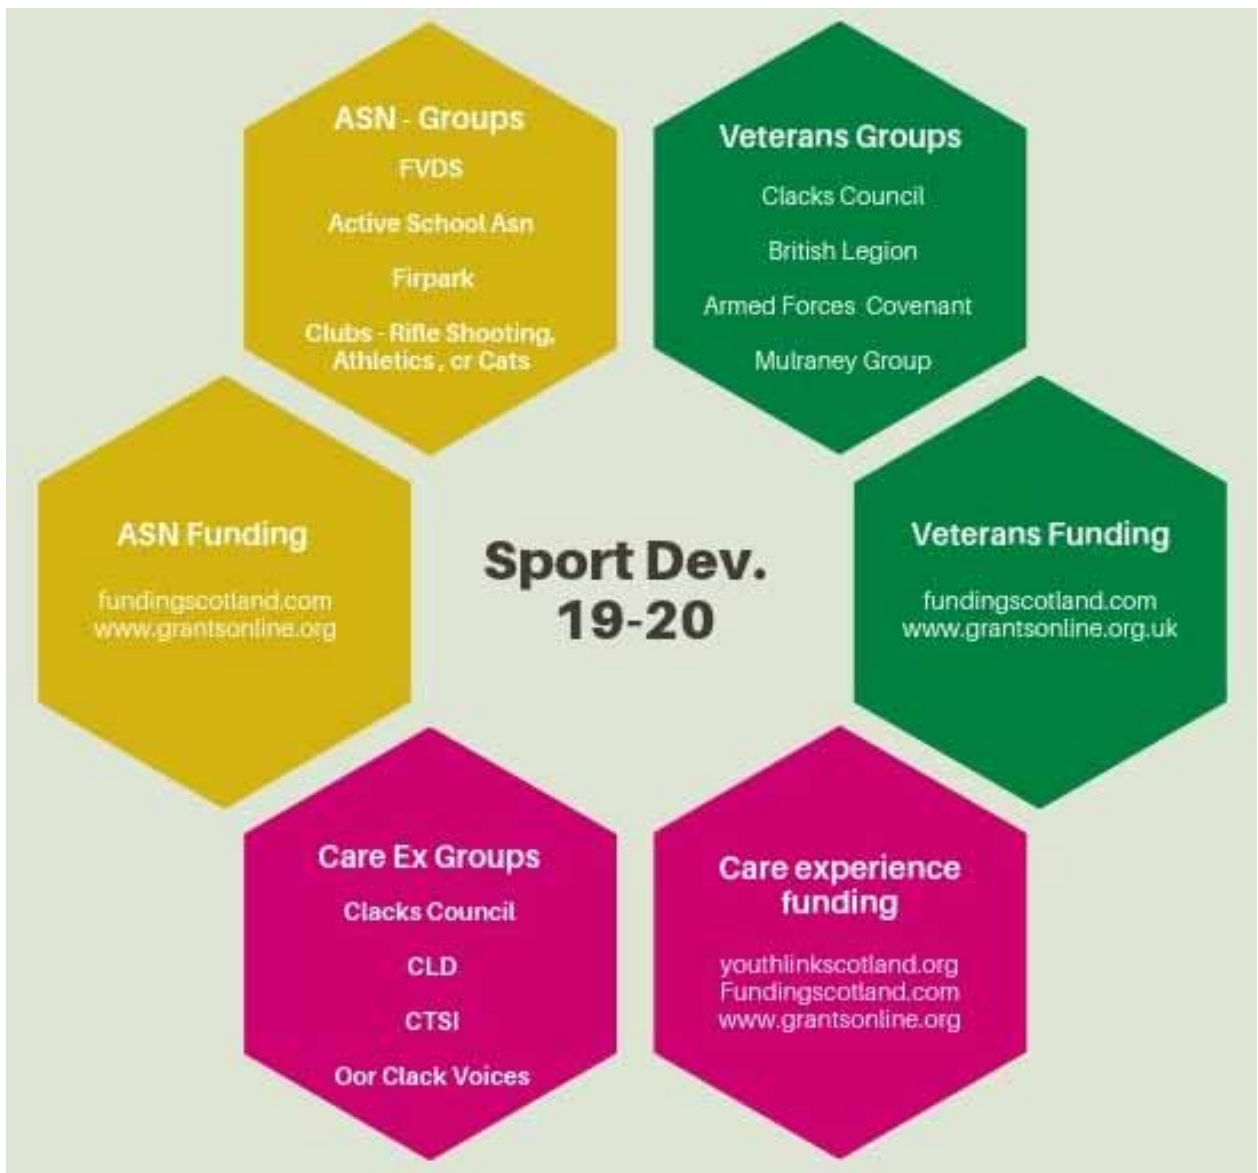 ASN - Groups
FVDS
Active School Asn
Firpark
Clubs - Rifle Shooting,
Athletics , cr Cats
Veterans Groups
Clacks Council
British Legion
Armed Forces Covenant
Mulraney Group
ASN Funding
fundingscotland.com
www.grantsonline.org
Sport Dev.
19-20
Veterans Funding
fundingscotland.com
www.grantsonline.org.uk
Care Ex Groups
Clacks Council
CLD
CTSI
Oor Clack Voices
Care experience
funding
youthlinkscotland.org
Fundingscotland.com
www.grantsonline.org